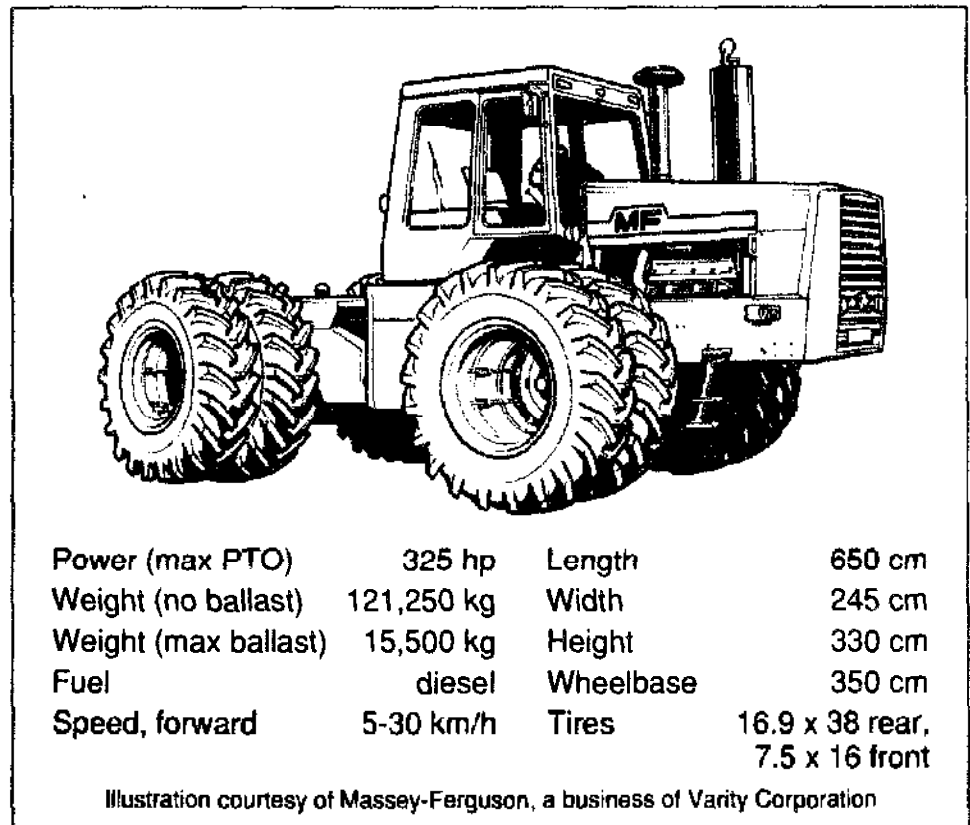 MF
Power (max PTO) 325 hp Length 650 cm
Weight (no ballast) 121,250 kg Width 245 cm
Weight (max ballast) 15,500 kg Height 330 cm
Fuel diesel Wheelbase 350 cm
Speed, forward 5-30 km/h Tires 16.9 x 38 rear,
7.5 x 16 front
Illustration courtesy of Massey-Ferguson, a business of Varity Corporation